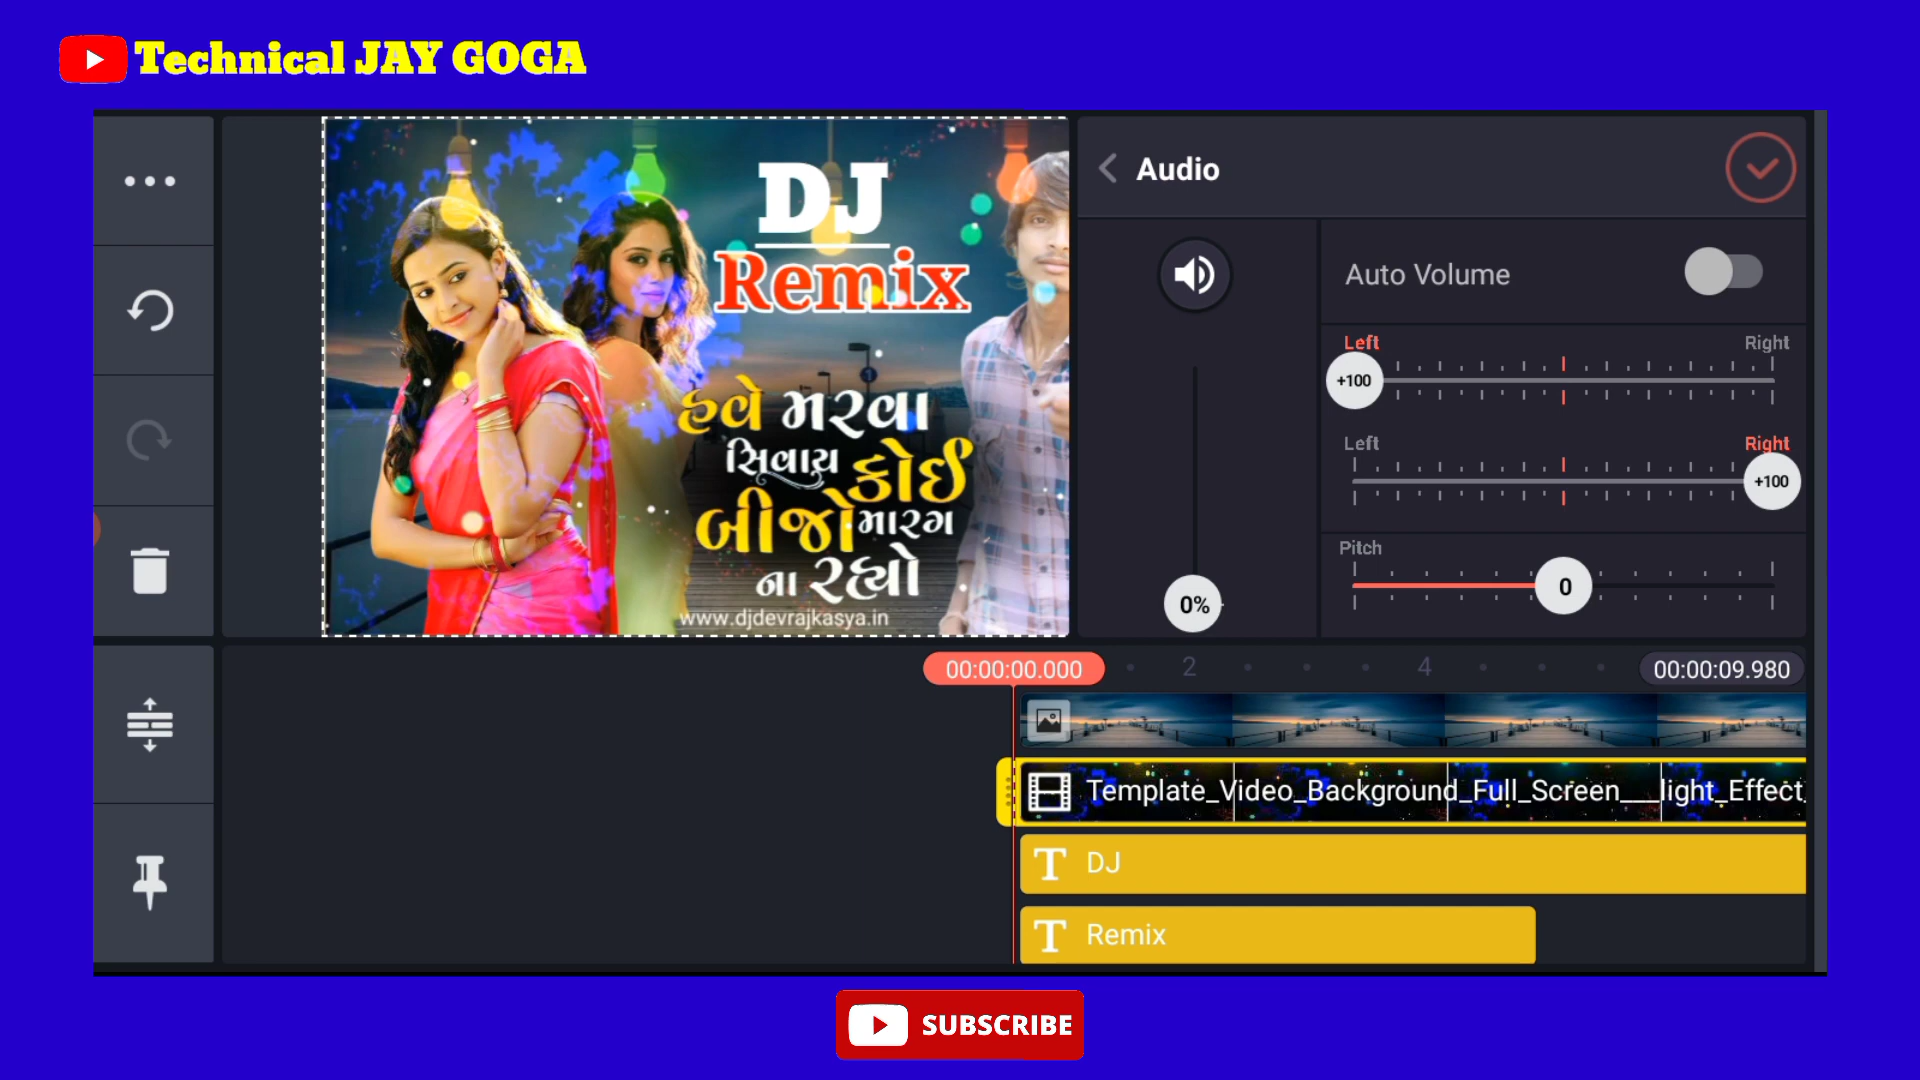 Technical JAY GOGA
DJ
Remix
હવે મરવા
સિવાય કોઈ
બીજો મારગ
ના રહ્યો
www.djdevrajkasya.in
Audio
Auto Volume
Left Right
+100
Left Right
+100
Pitch
0
0%
00:00:00.000 2 4 00:00:09.980
Template_Video_Background_Full_Screen___light_Effect_
DJ
Remix
SUBSCRIBE